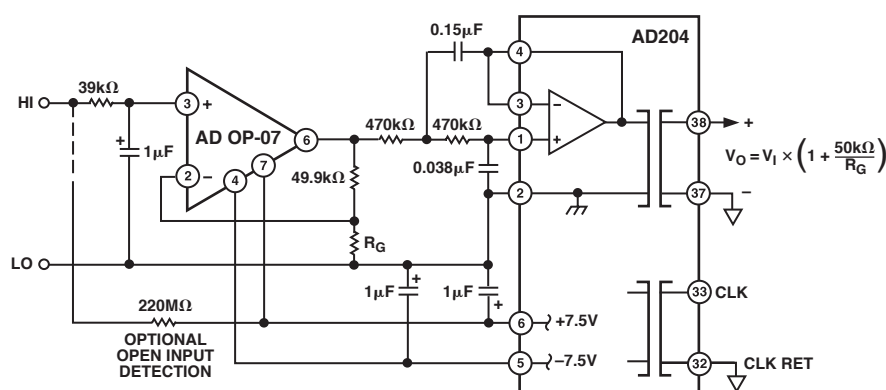 0.15μF
4
AD204
39kΩ
HI
3
+
AD OP-07
6
470kΩ
470kΩ
3
−
1
+
38
+
+
1μF
7
4
2
−
49.9kΩ
0.038μF
2
V_O = V_I × (1 + 50kΩ/R_G)
37
−
R_G
LO
1μF
+
1μF
+
33
CLK
220MΩ
OPTIONAL
OPEN INPUT
DETECTION
6
+7.5V
5
−7.5V
32
CLK RET